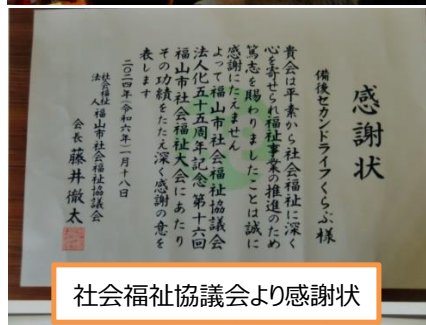 感謝状
備後セカンドライフくらぶ様
貴会は平素から社会福祉に深く
心を寄せられ福祉事業の推進のため
篤志を賜わりましたことは誠に
感謝にたえません
よって福山市社会福祉協議会
法人化五十五周年記念第十六回
福山市社会福祉大会にあたり
その功績をたたえ深く感謝の意を
表します
二〇二四年(令和六年)一月十八日
社会福祉法人福山市社会福祉協議会
会長藤井徹太
社会福祉協議会より感謝状